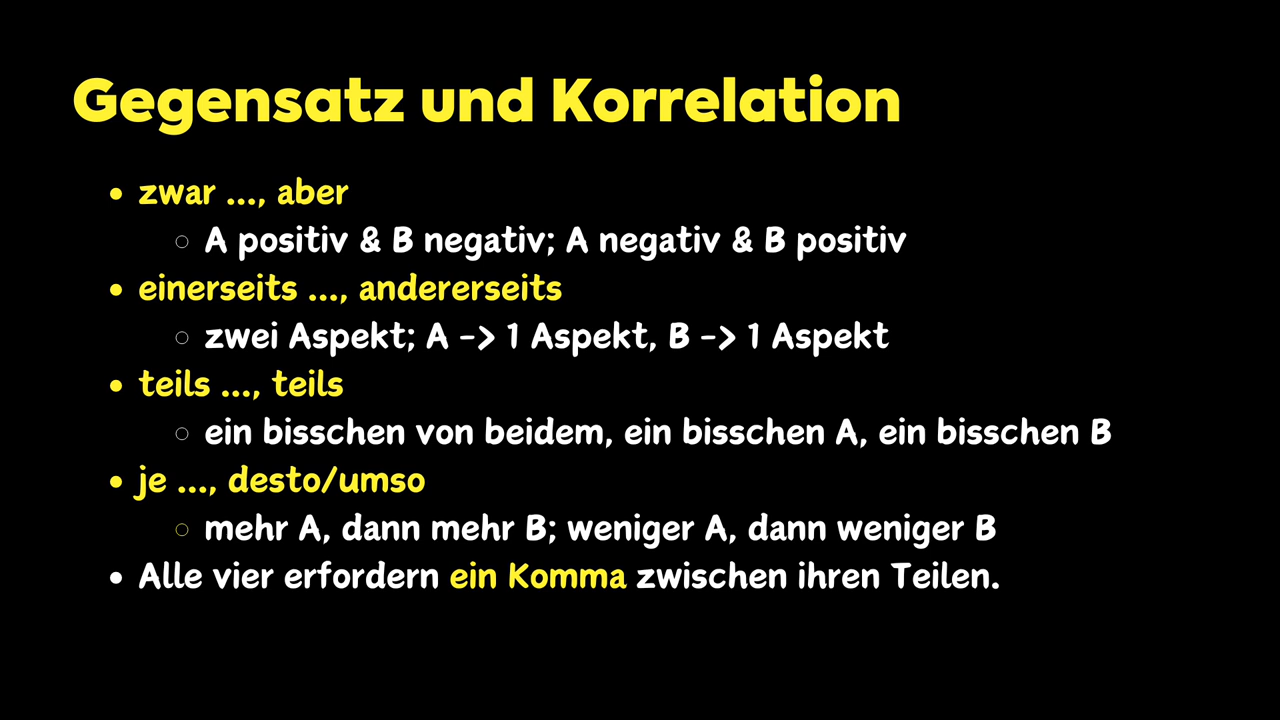 Gegensatz und Korrelation
• zwar ..., aber
○ A positiv & B negativ; A negativ & B positiv
• einerseits ..., andererseits
○ zwei Aspekt; A -> 1 Aspekt, B -> 1 Aspekt
• teils ..., teils
○ ein bisschen von beidem, ein bisschen A, ein bisschen B
• je ..., desto/umso
○ mehr A, dann mehr B; weniger A, dann weniger B
• Alle vier erfordern ein Komma zwischen ihren Teilen.